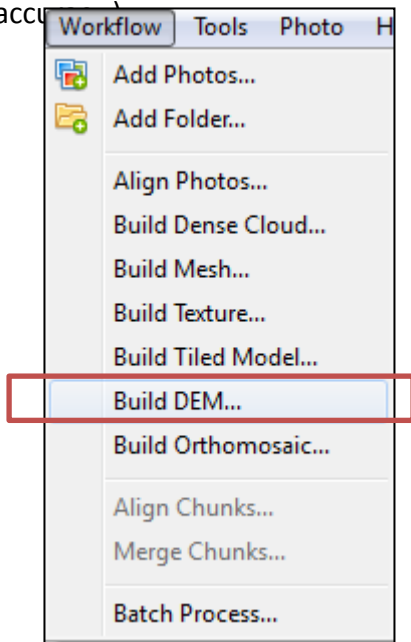 Workflow Tools Photo H
Add Photos...
Add Folder...
Align Photos...
Build Dense Cloud...
Build Mesh...
Build Texture...
Build Tiled Model...
Build DEM...
Build Orthomosaic...
Align Chunks...
Merge Chunks...
Batch Process...